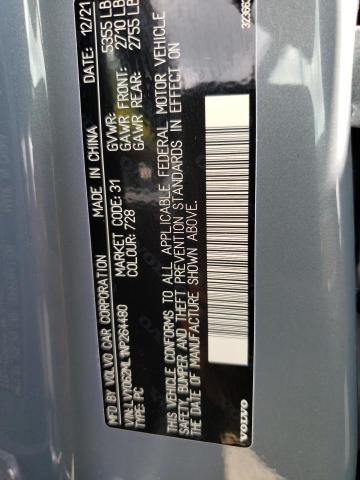 MFD BY VOLVO CAR CORPORATION
MADE IN CHINA
DATE: 12/21
VIN: LVY062ML1NP264480
MARKET CODE: 31
GVWR: 5355 LB
TYPE: PC
COLOUR: 728
GAWR FRONT: 2710 LB
GAWR REAR: 2755 LB
THIS VEHICLE CONFORMS TO ALL APPLICABLE FEDERAL MOTOR VEHICLE
SAFETY, BUMPER AND THEFT PREVENTION STANDARDS IN EFFECT ON
THE DATE OF MANUFACTURE SHOWN ABOVE.
VOLVO